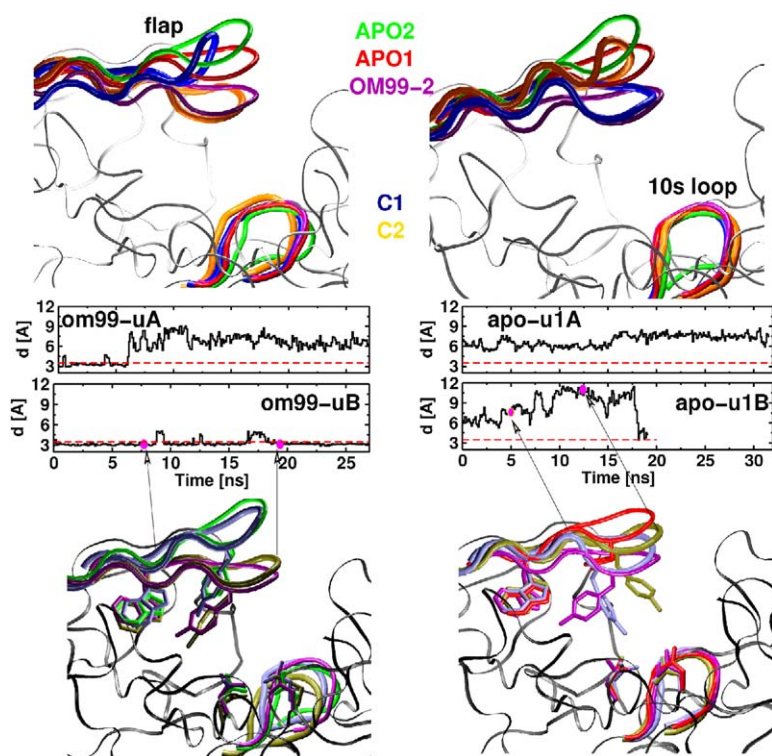 flap
APO2
APO1
OM99-2
10s loop
C1
C2
om99-uA
12
9
6
3
d [A]
om99-uB
12
9
6
3
d [A]
0
5
10
15
20
25
Time [ns]
apo-u1A
12
9
6
3
d [A]
apo-u1B
12
9
6
3
d [A]
0
5
10
15
20
25
30
Time [ns]